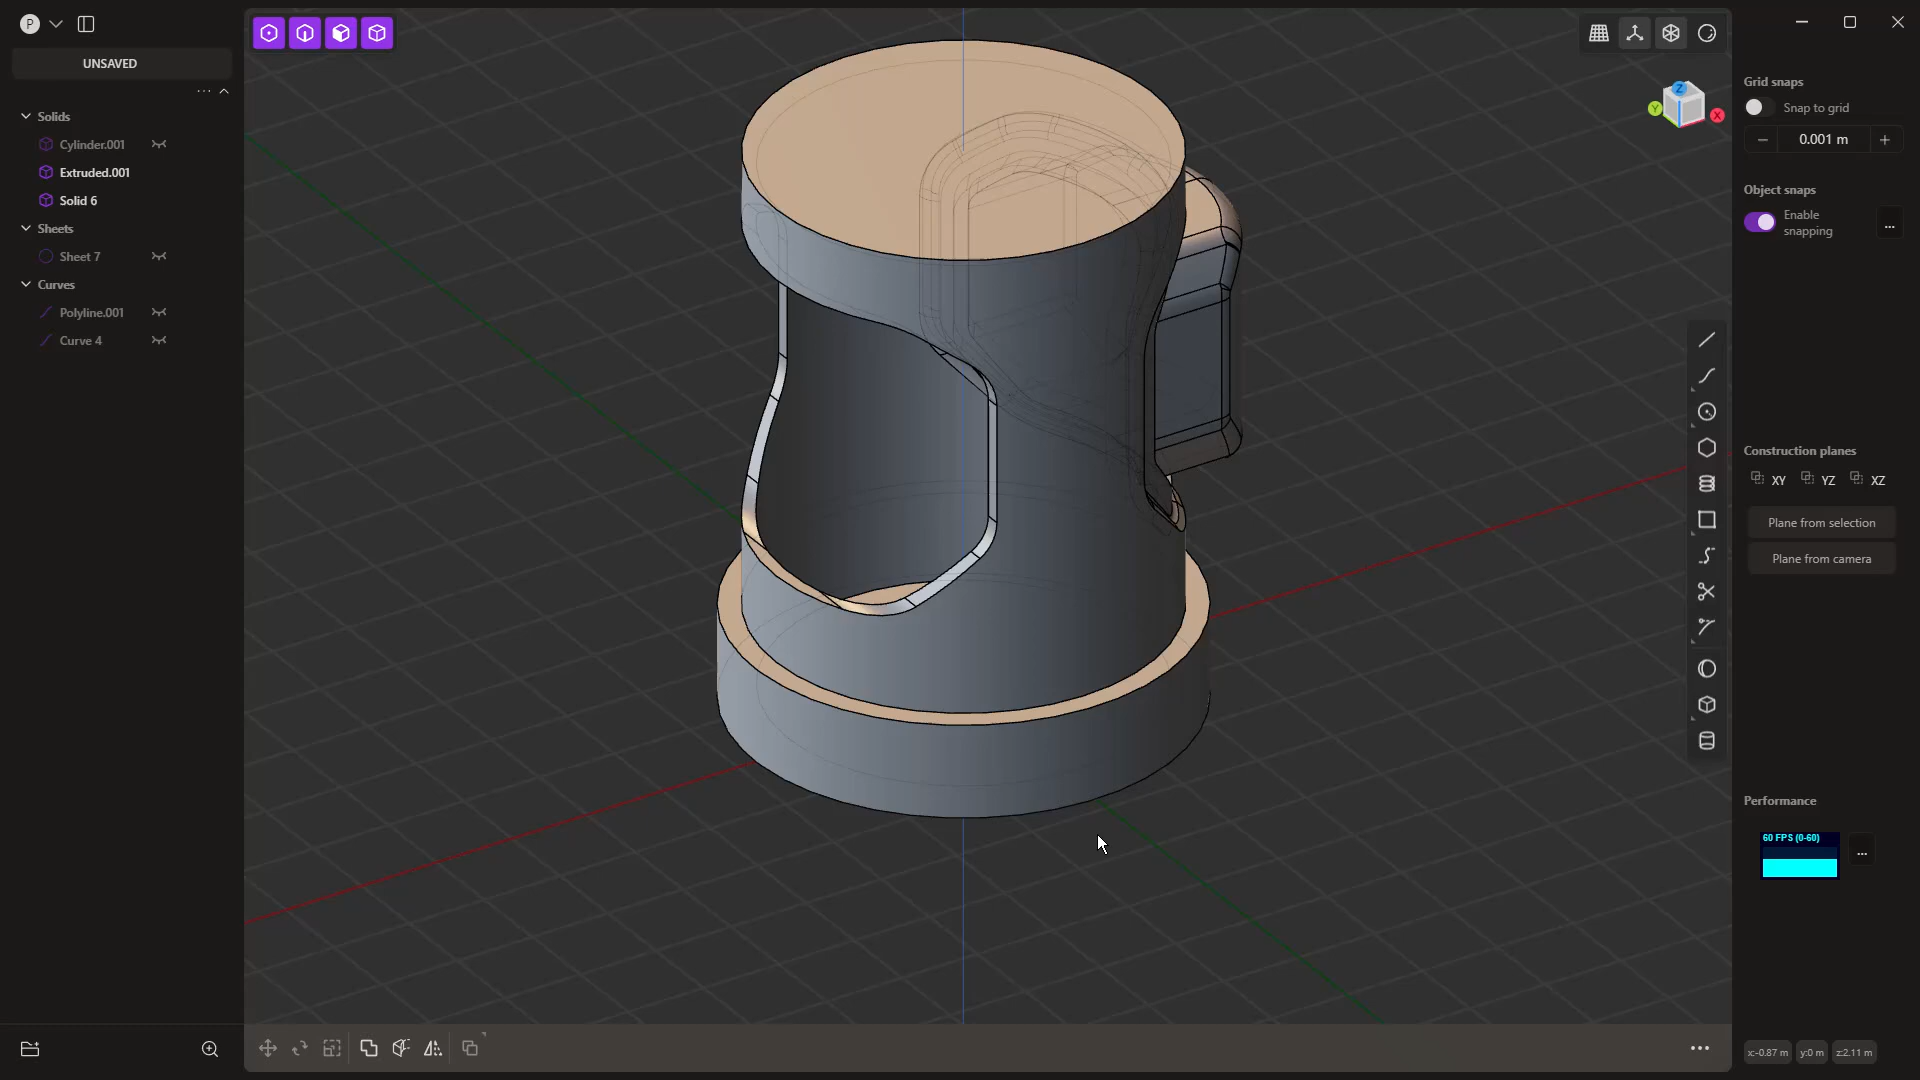 P
UNSAVED
Solids
Cylinder.001
Extruded.001
Solid 6
Sheets
Sheet 7
Curves
Polyline.001
Curve 4
Z
Y
X
Grid snaps
Snap to grid
0.001 m
Object snaps
Enable
snapping
Construction planes
XY YZ XZ
Plane from selection
Plane from camera
Performance
60 FPS (0-60)
x:-0.87 m y:0 m z:2.11 m